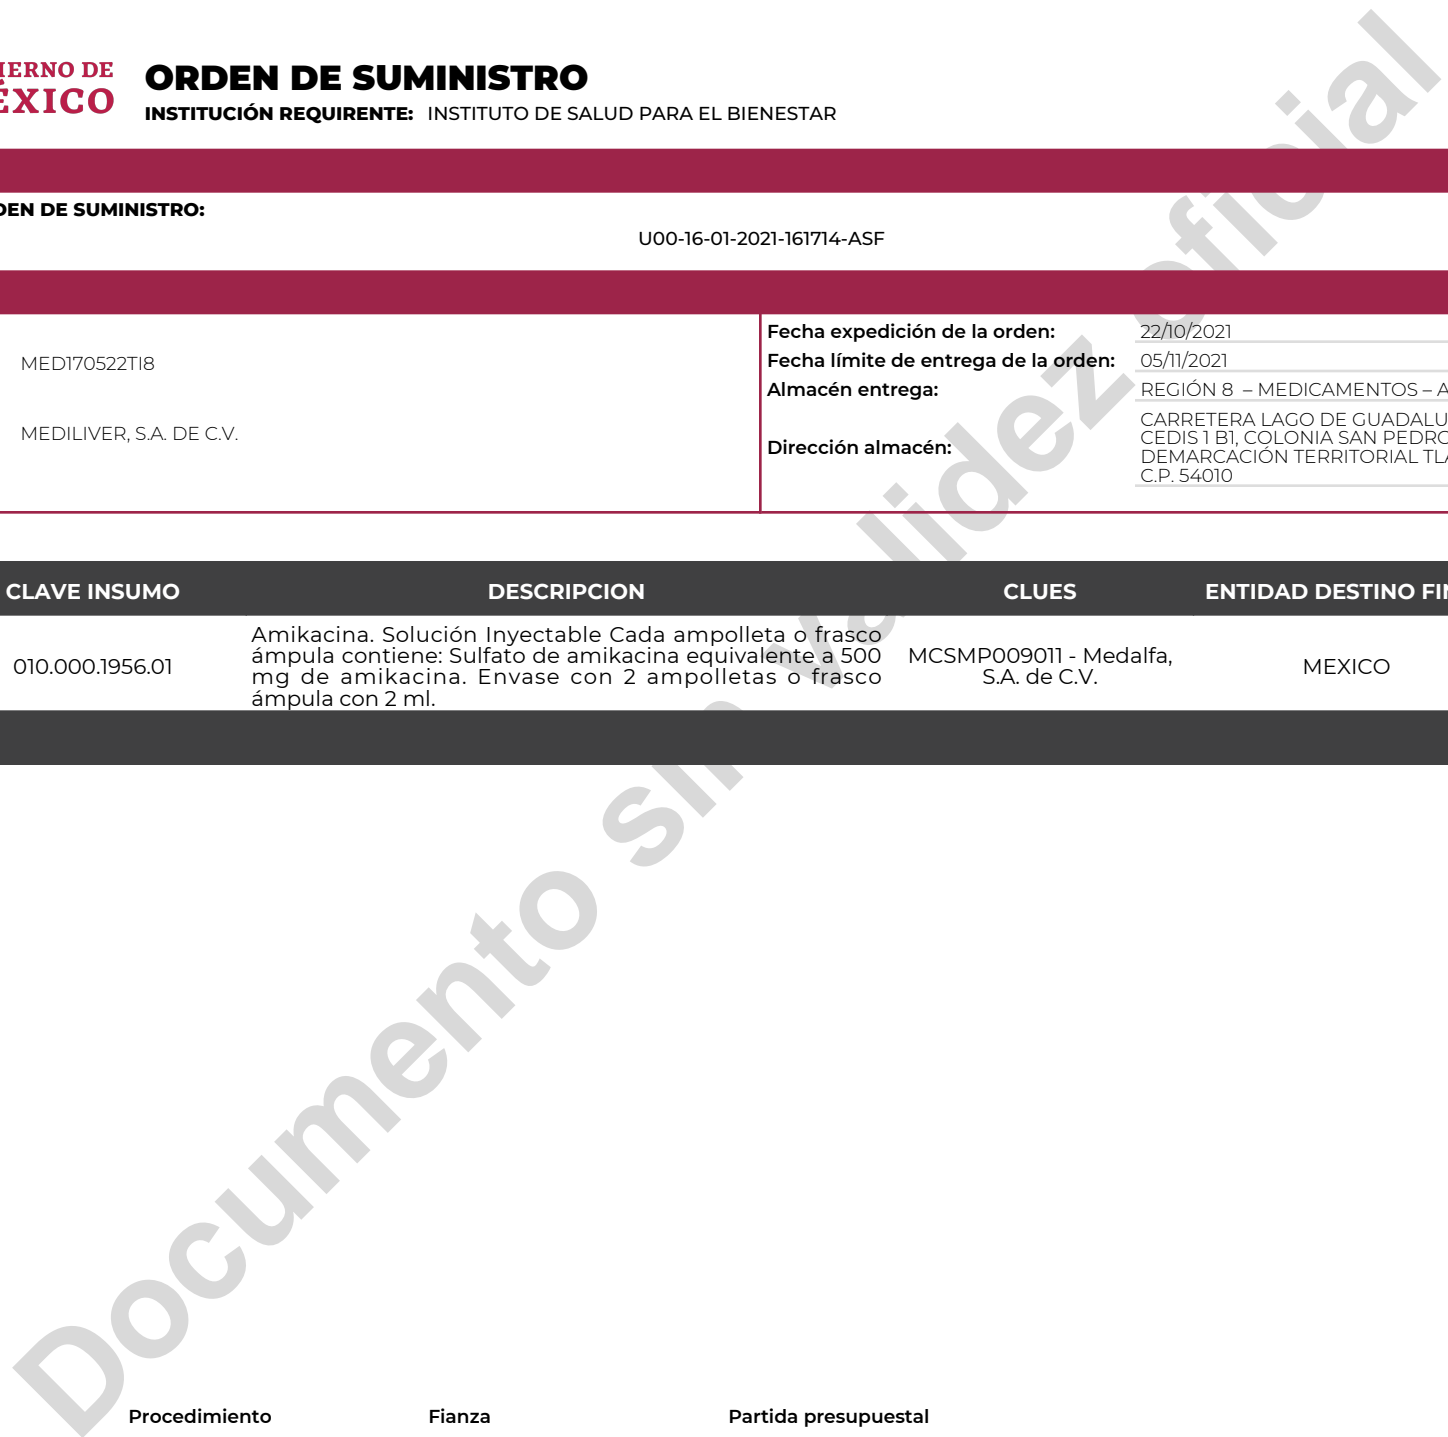 IERNO DE
ÉXICO
ORDEN DE SUMINISTRO
INSTITUCIÓN REQUIRENTE: INSTITUTO DE SALUD PARA EL BIENESTAR
DEN DE SUMINISTRO:
U00-16-01-2021-161714-ASF
MED170522TI8
MEDILIVER, S.A. DE C.V.
Fecha expedición de la orden: 22/10/2021
Fecha límite de entrega de la orden: 05/11/2021
Almacén entrega: REGIÓN 8 – MEDICAMENTOS – A
Dirección almacén:
CARRETERA LAGO DE GUADALU
CEDIS 1 B1, COLONIA SAN PEDRO
DEMARCACIÓN TERRITORIAL TLA
C.P. 54010
CLAVE INSUMO DESCRIPCION CLUES ENTIDAD DESTINO FIN
010.000.1956.01
Amikacina. Solución Inyectable Cada ampolleta o frasco
ámpula contiene: Sulfato de amikacina equivalente a 500
mg de amikacina. Envase con 2 ampolletas o frasco
ámpula con 2 ml.
MCSMP009011 - Medalfa,
S.A. de C.V.
MEXICO
Documento sin validez oficial
Procedimiento Fianza Partida presupuestal